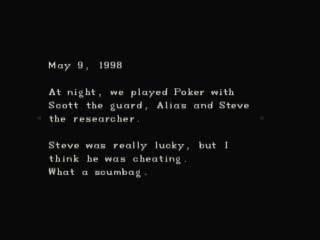 May 9, 1998
At night, we played Poker with
Scott the guard, Alias and Steve
the researcher.
Steve was really lucky, but I
think he was cheating.
What a scumbag.